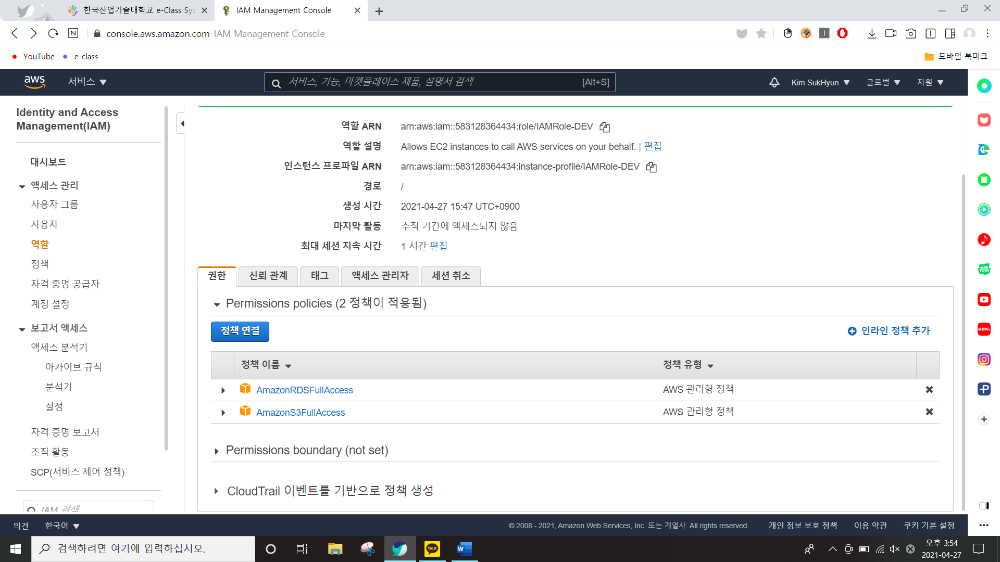 한국산업기술대학교 e-Class Sys
IAM Management Console
console.aws.amazon.com IAM Management Console
YouTube
e-class
모바일 북마크
aws
서비스
서비스, 기능, 마켓플레이스 제품, 설명서 검색
[Alt+S]
Kim SukHyun
글로벌
지원
Identity and Access
Management(IAM)
대시보드
액세스 관리
사용자 그룹
사용자
역할
정책
자격 증명 공급자
계정 설정
보고서 액세스
액세스 분석기
아카이브 규칙
분석기
설정
자격 증명 보고서
조직 활동
SCP(서비스 제어 정책)
IAM 검색
역할 ARN
arn:aws:iam::583128364434:role/IAMRole-DEV
역할 설명
Allows EC2 instances to call AWS services on your behalf. | 편집
인스턴스 프로파일 ARN
arn:aws:iam::583128364434:instance-profile/IAMRole-DEV
경로
/
생성 시간
2021-04-27 15:47 UTC+0900
마지막 활동
추적 기간에 액세스되지 않음
최대 세션 지속 시간
1 시간 편집
권한
신뢰 관계
태그
액세스 관리자
세션 취소
Permissions policies (2 정책이 적용됨)
정책 연결
인라인 정책 추가
정책 이름
정책 유형
AmazonRDSFullAccess
AWS 관리형 정책
AmazonS3FullAccess
AWS 관리형 정책
Permissions boundary (not set)
CloudTrail 이벤트를 기반으로 정책 생성
WEB
TOON
NOW.
의견
한국어
© 2008 - 2021, Amazon Web Services, Inc. 또는 계열사. All rights reserved.
개인 정보 보호 정책
이용 약관
쿠키 기본 설정
검색하려면 여기에 입력하십시오.
TALK
W
오후 3:54
2021-04-27